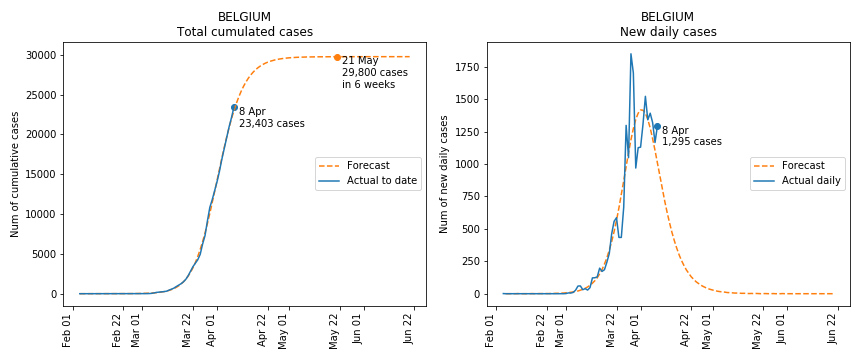 BELGIUM
Total cumulated cases
Num of cumulative cases
30000
25000
20000
15000
10000
5000
0
21 May
29,800 cases
in 6 weeks
8 Apr
23,403 cases
Forecast
Actual to date
Feb 01
Feb 22
Mar 01
Mar 22
Apr 01
Apr 22
May 01
May 22
Jun 01
Jun 22
BELGIUM
New daily cases
Num of new daily cases
1750
1500
1250
1000
750
500
250
0
8 Apr
1,295 cases
Forecast
Actual daily
Feb 01
Feb 22
Mar 01
Mar 22
Apr 01
Apr 22
May 01
May 22
Jun 01
Jun 22